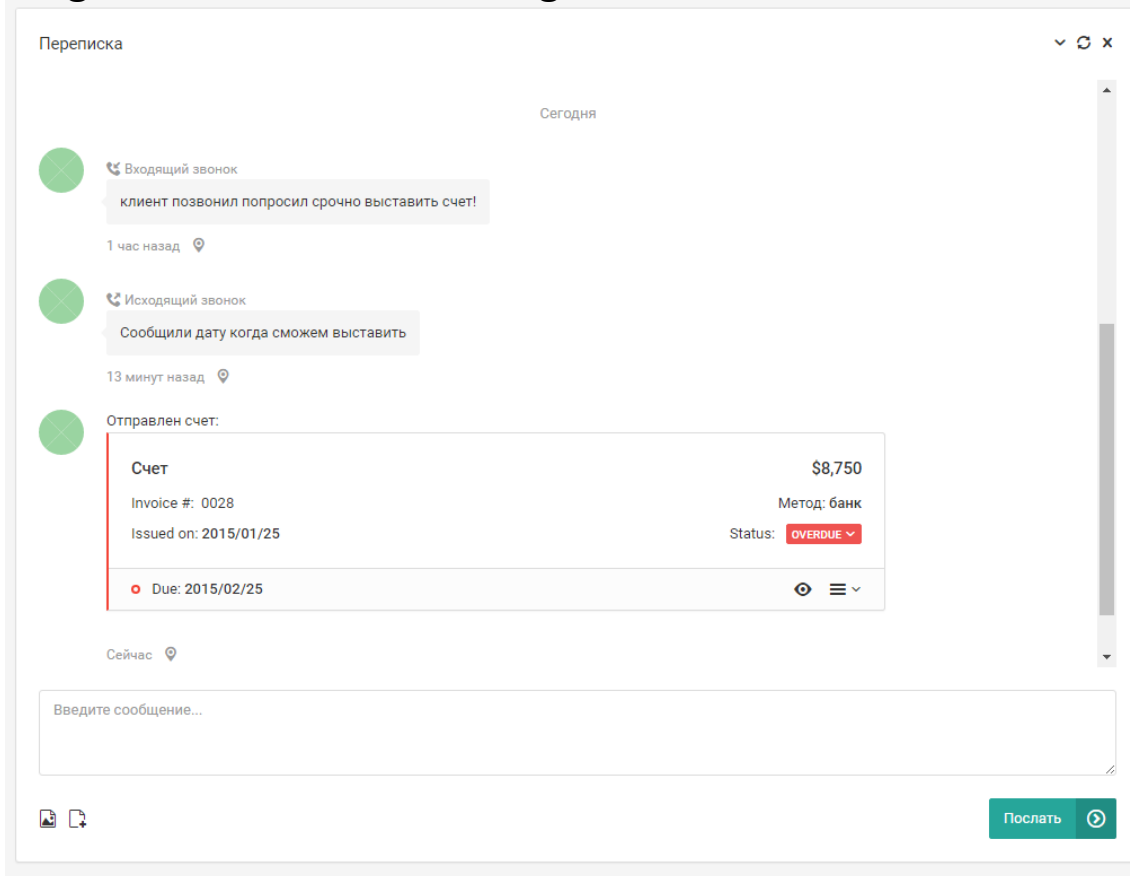 Переписка
Сегодня
Входящий звонок
клиент позвонил попросил срочно выставить счет!
1 час назад
Исходящий звонок
Сообщили дату когда сможем выставить
13 минут назад
Отправлен счет:
Счет $8,750
Invoice #: 0028 Метод: банк
Issued on: 2015/01/25 Status: OVERDUE
Due: 2015/02/25
Сейчас
Введите сообщение...
Послать